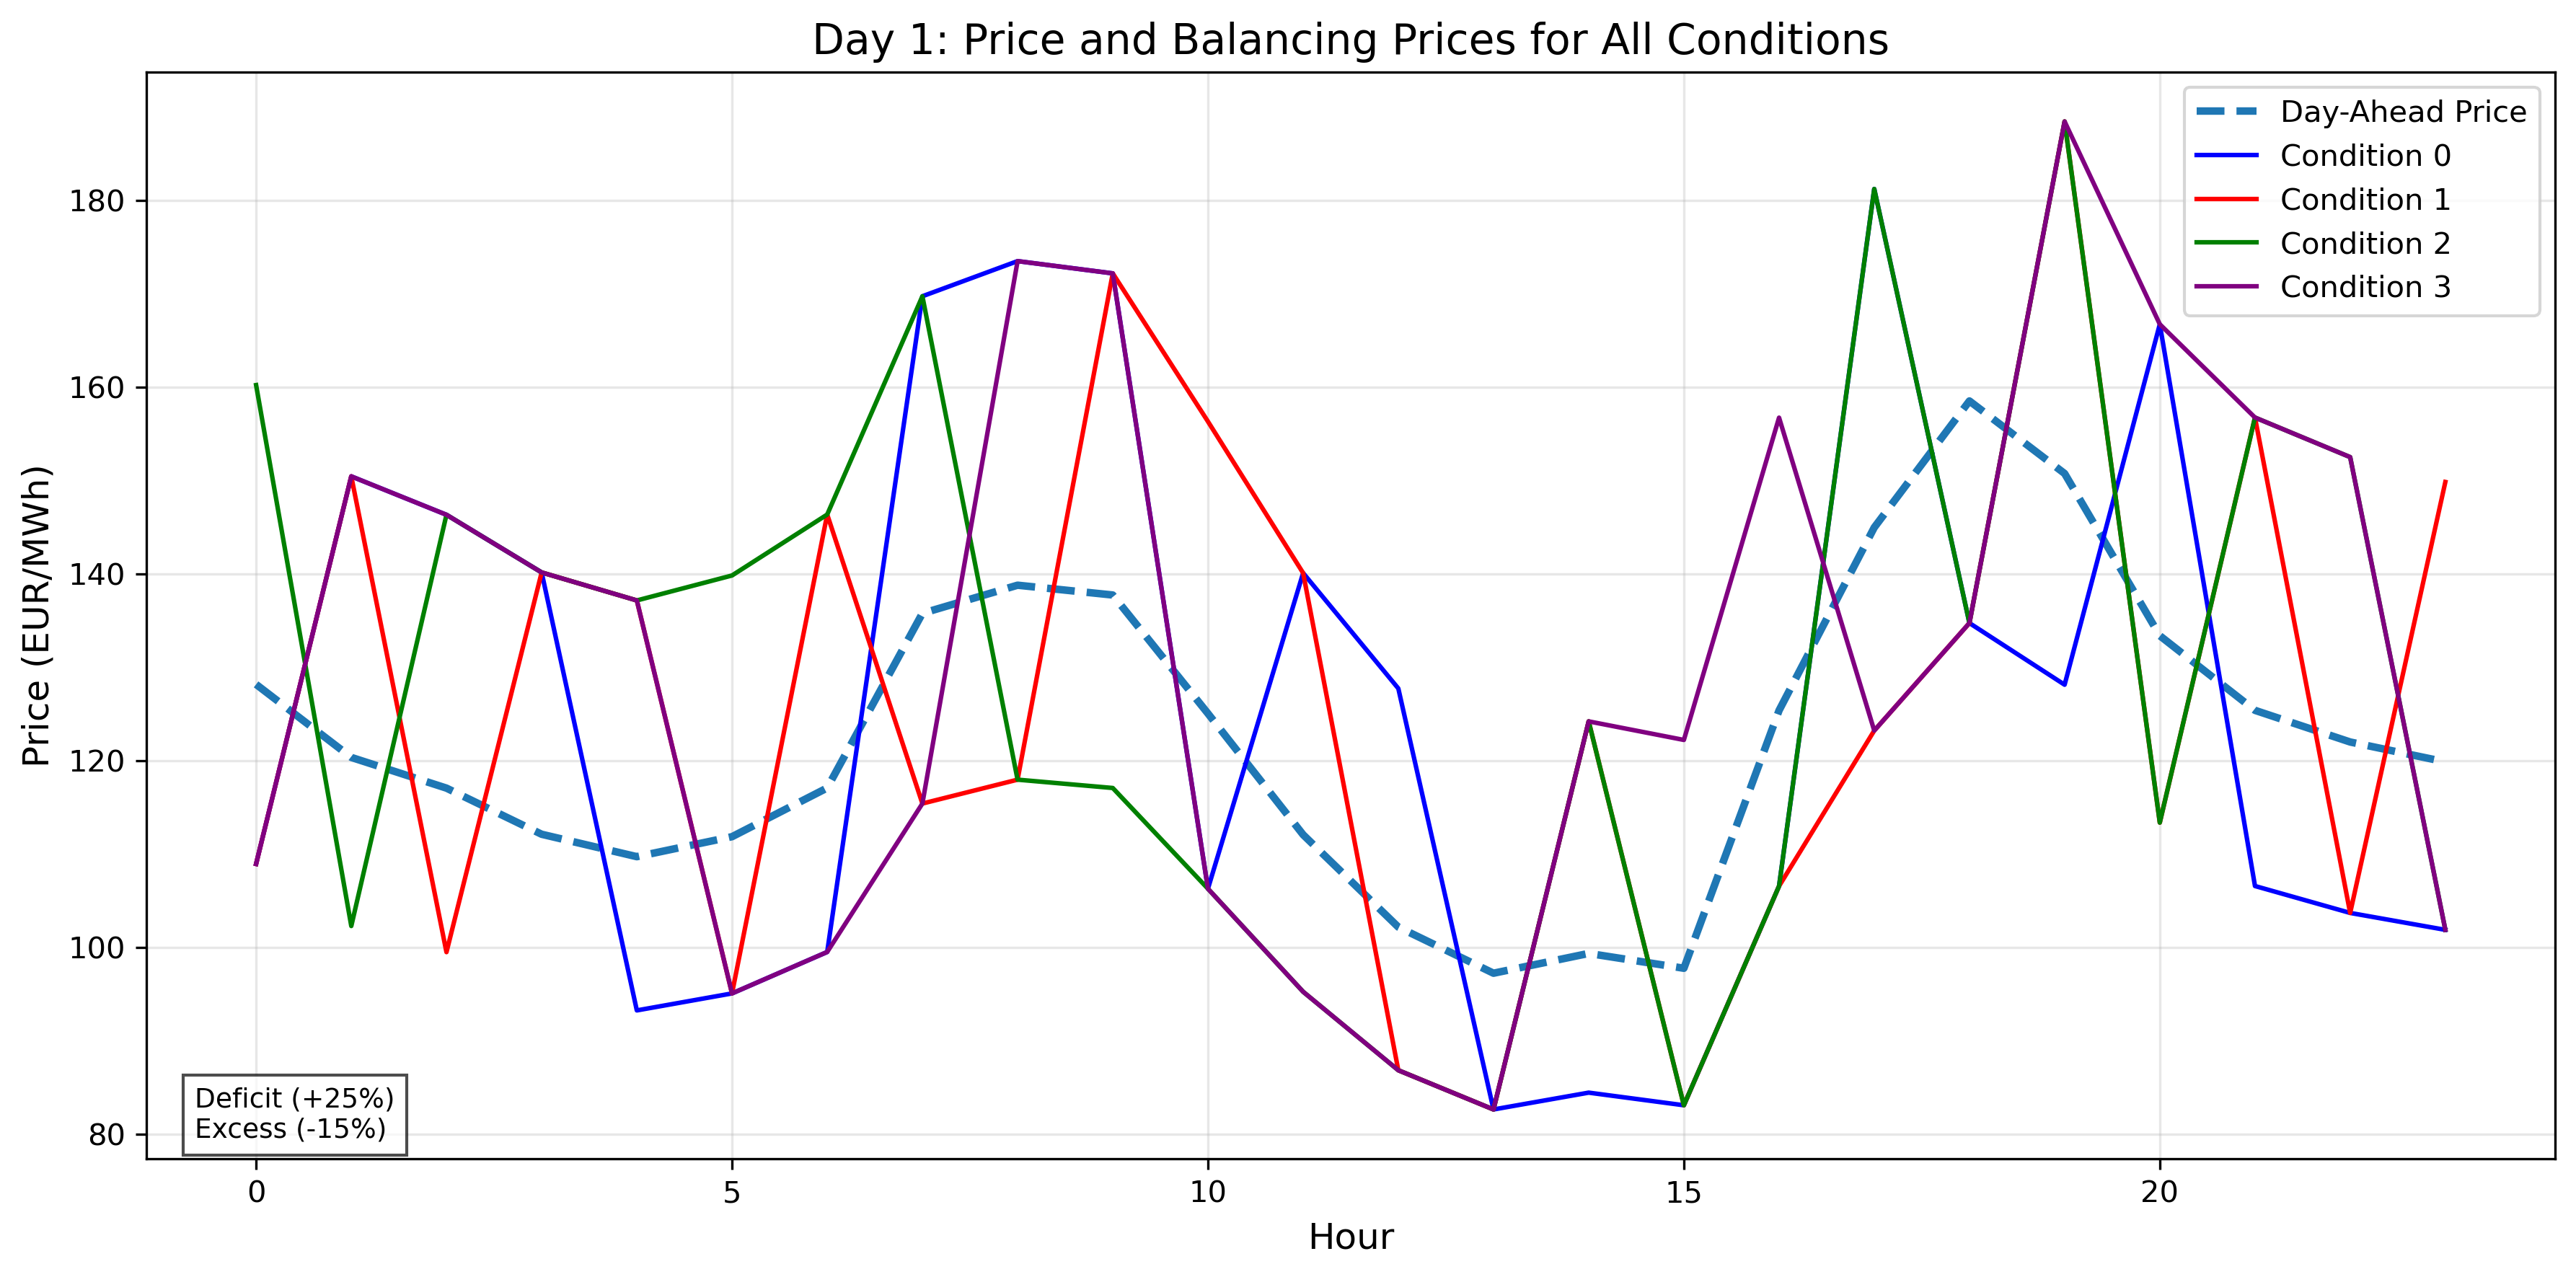 Day 1: Price and Balancing Prices for All Conditions
Price (EUR/MWh)
180
160
140
120
100
80
Day-Ahead Price
Condition 0
Condition 1
Condition 2
Condition 3
Deficit (+25%)
Excess (-15%)
0
5
10
15
20
Hour